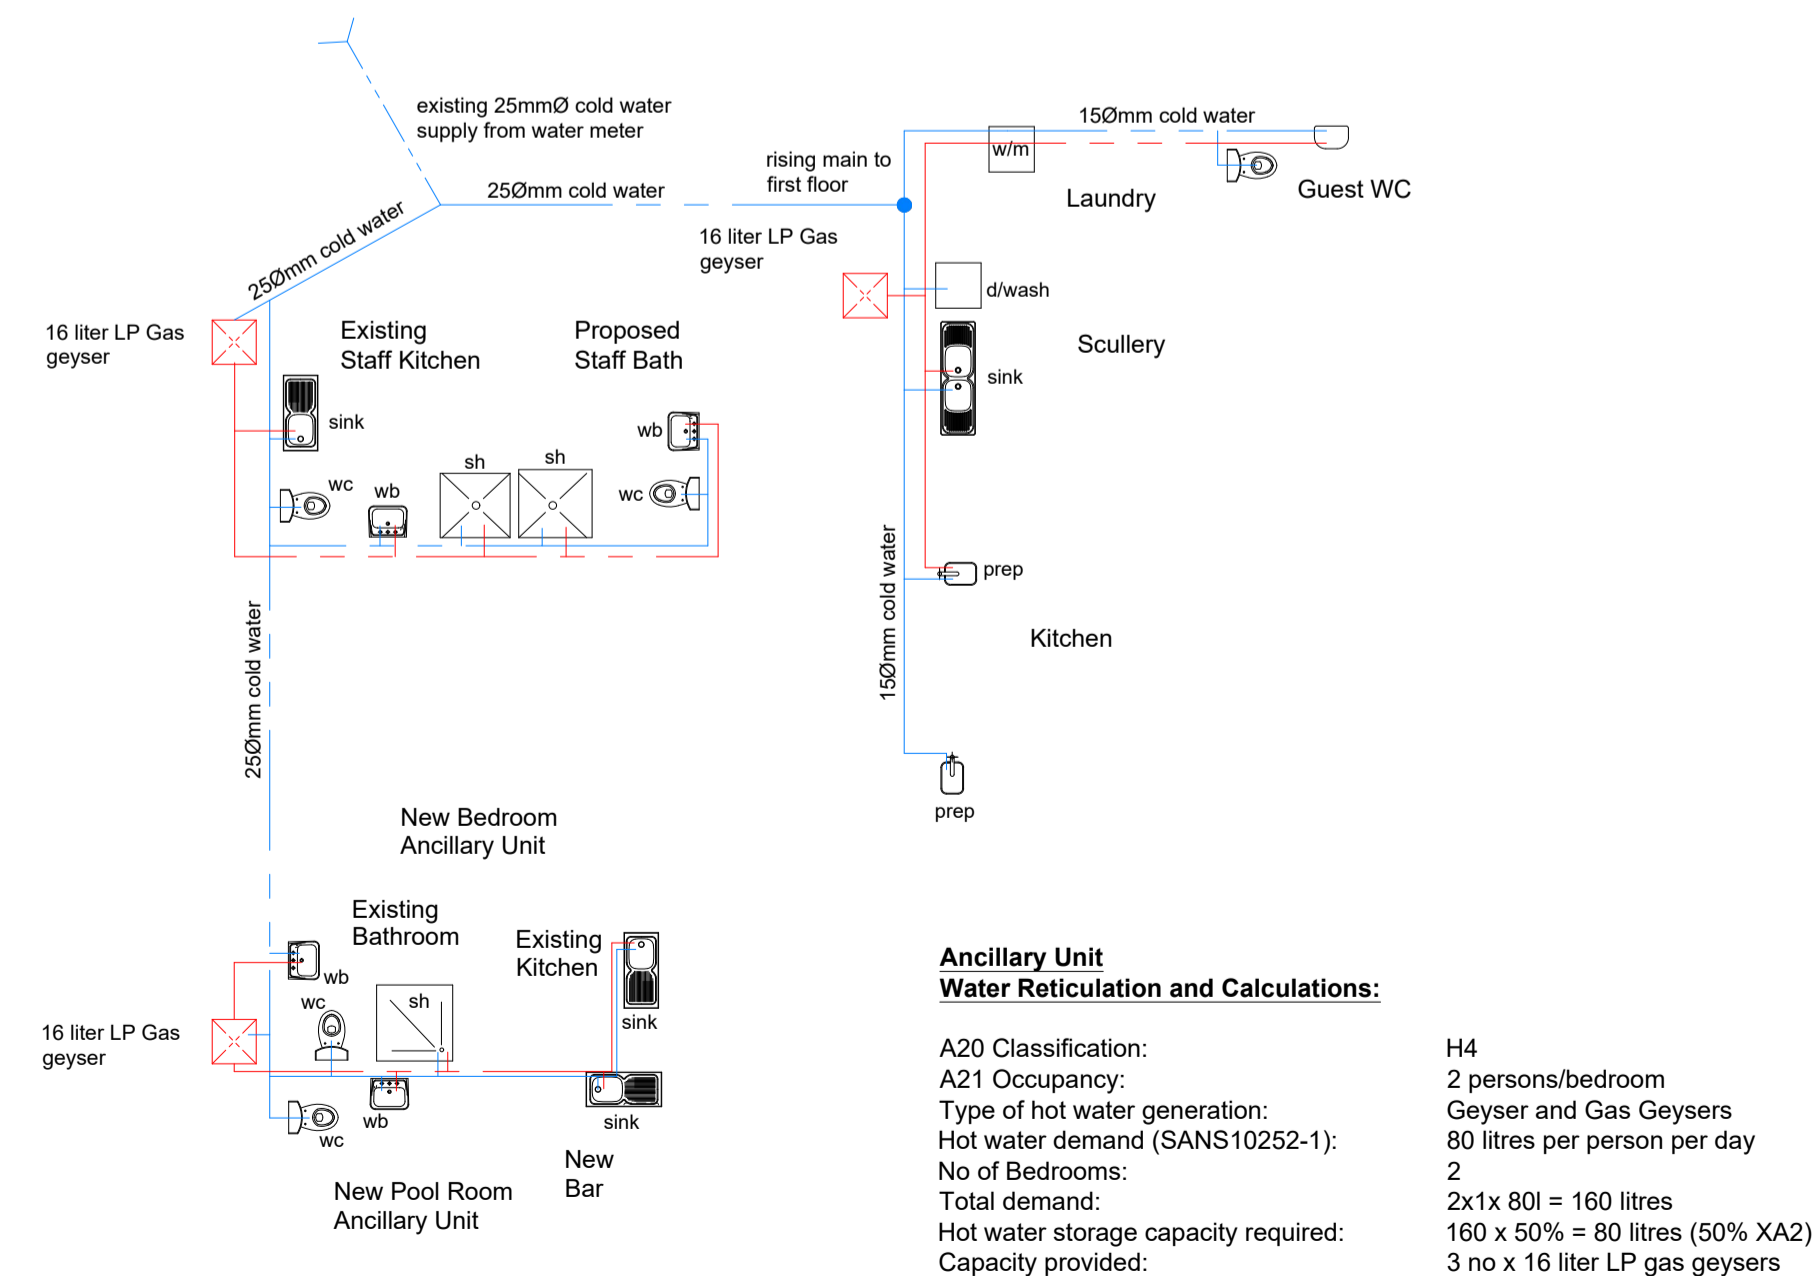 existing 25mmØ cold water
supply from water meter
25Ømm cold water
rising main to
first floor
15Ømm cold water
w/m
Laundry
Guest WC
25Ømm cold water
16 liter LP Gas
geyser
d/wash
Scullery
sink
16 liter LP Gas
geyser
Existing
Staff Kitchen
Proposed
Staff Bath
sink
wb
sh
sh
wc
wb
wc
15Ømm cold water
prep
Kitchen
prep
25Ømm cold water
New Bedroom
Ancillary Unit
Existing
Bathroom
Existing
Kitchen
wb
wc
sh
sink
16 liter LP Gas
geyser
wb
wc
sink
New
Bar
New Pool Room
Ancillary Unit
Ancillary Unit
Water Reticulation and Calculations:
A20 Classification: H4
A21 Occupancy: 2 persons/bedroom
Type of hot water generation: Geyser and Gas Geysers
Hot water demand (SANS10252-1): 80 litres per person per day
No of Bedrooms: 2
Total demand: 2x1x 80l = 160 litres
Hot water storage capacity required: 160 x 50% = 80 litres (50% XA2)
Capacity provided: 3 no x 16 liter LP gas geysers